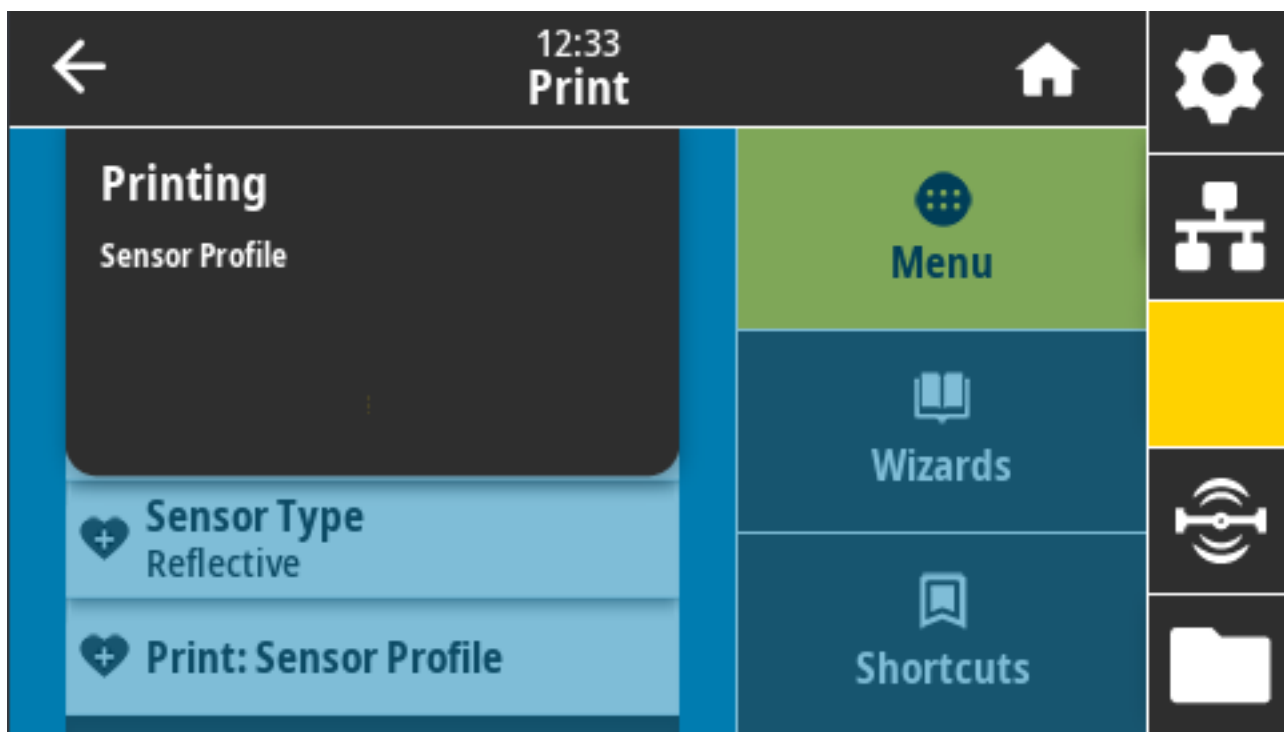 12:33
Print
Printing
Sensor Profile
Sensor Type
Reflective
Print: Sensor Profile
Menu
Wizards
Shortcuts